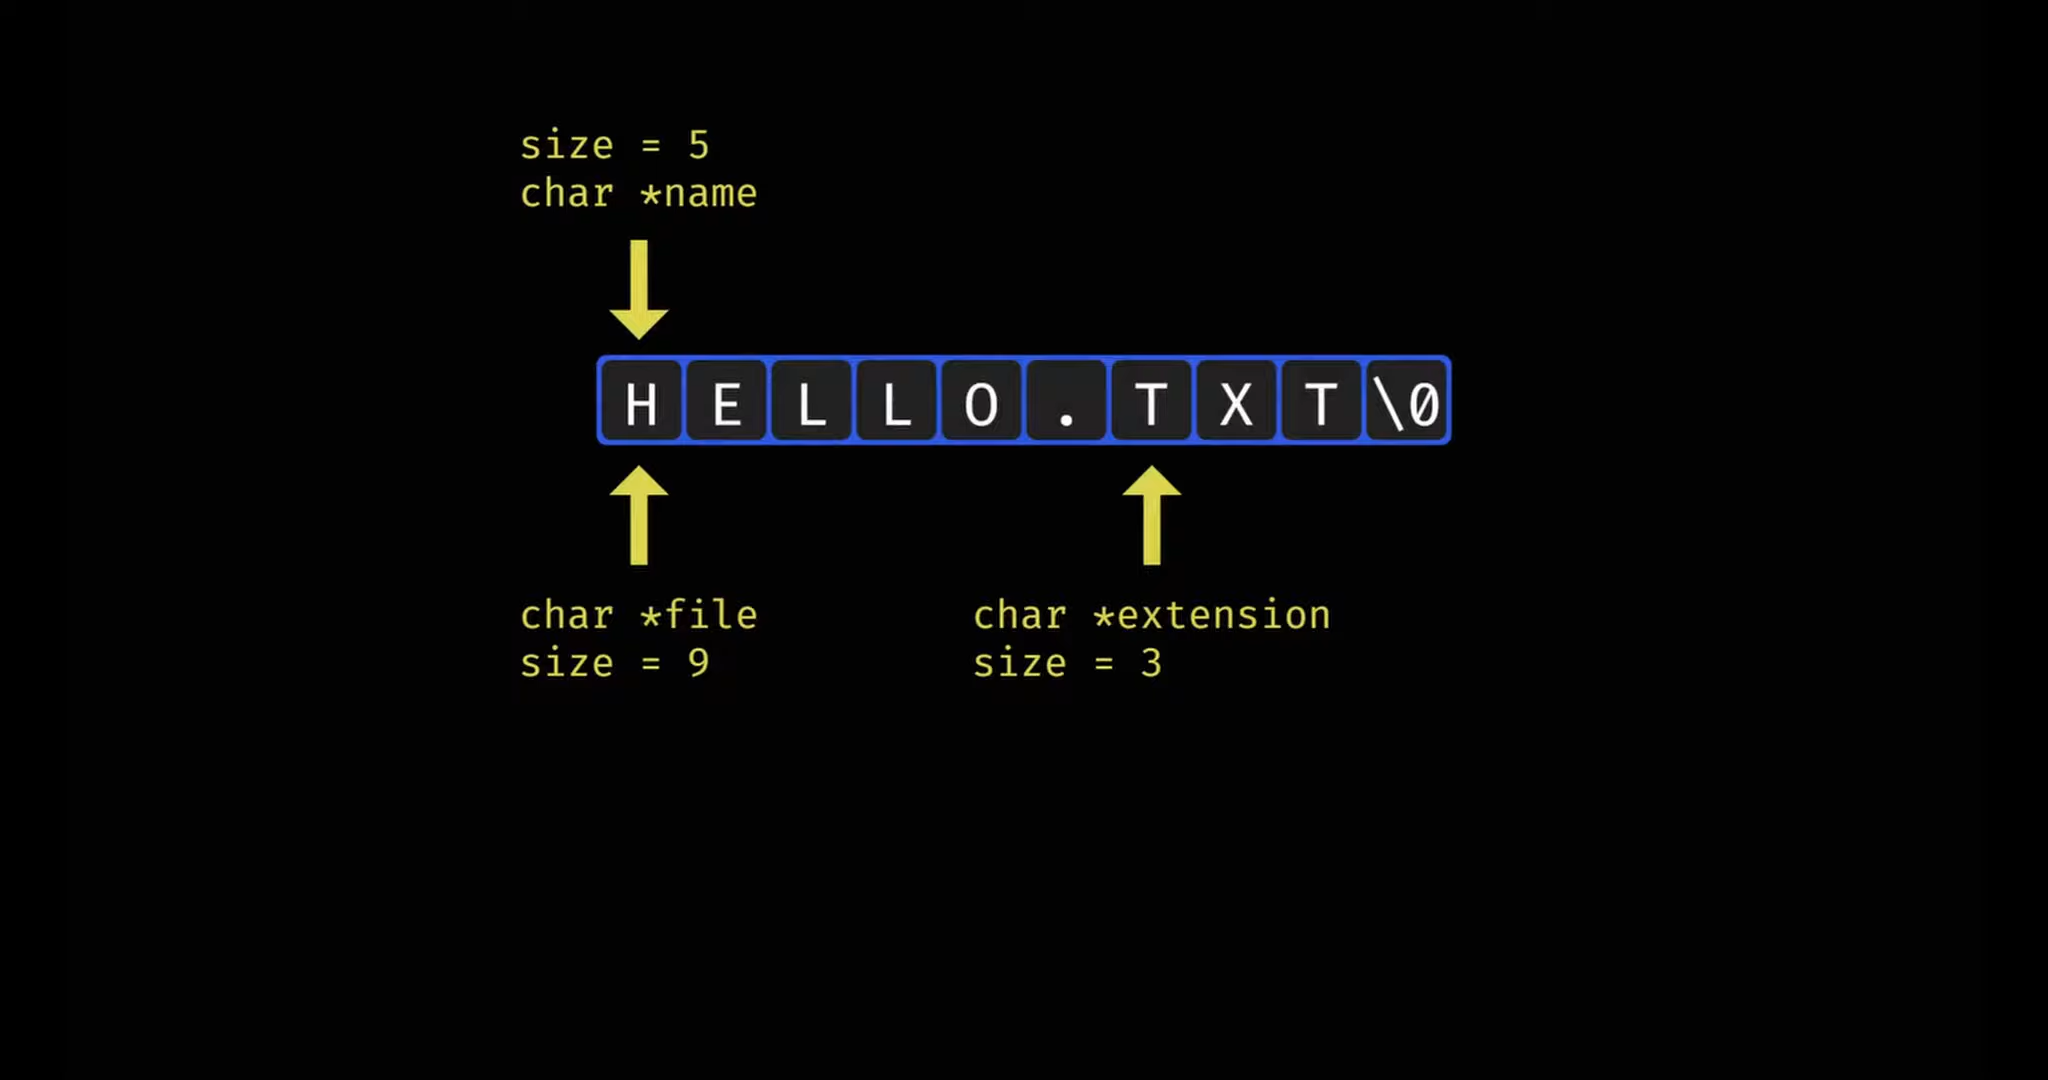 size = 5
char *name
HELLO.TXT\0
char *file
size = 9
char *extension
size = 3